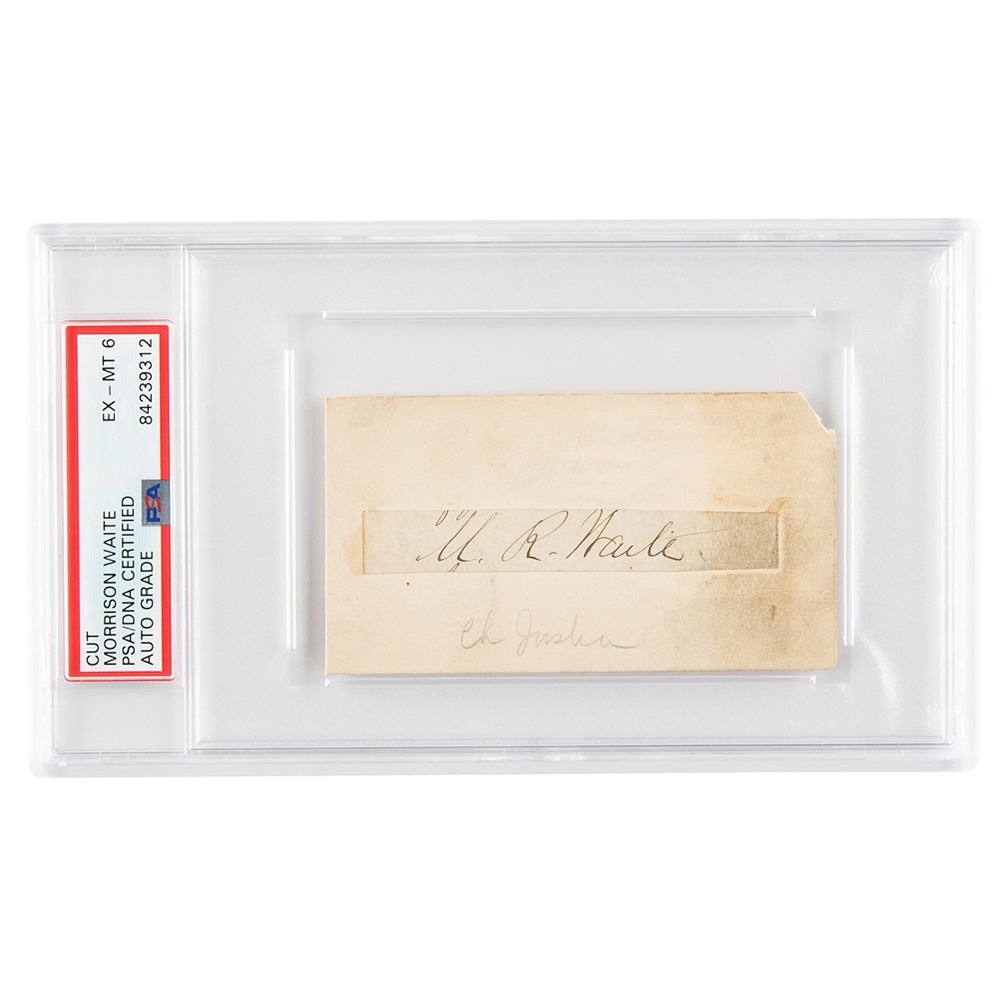 CUT
MORRISON WAITE EX - MT 6
PSA/DNA CERTIFIED
AUTO GRADE 84239312
PSA
M. R. Waite
Ch Justice